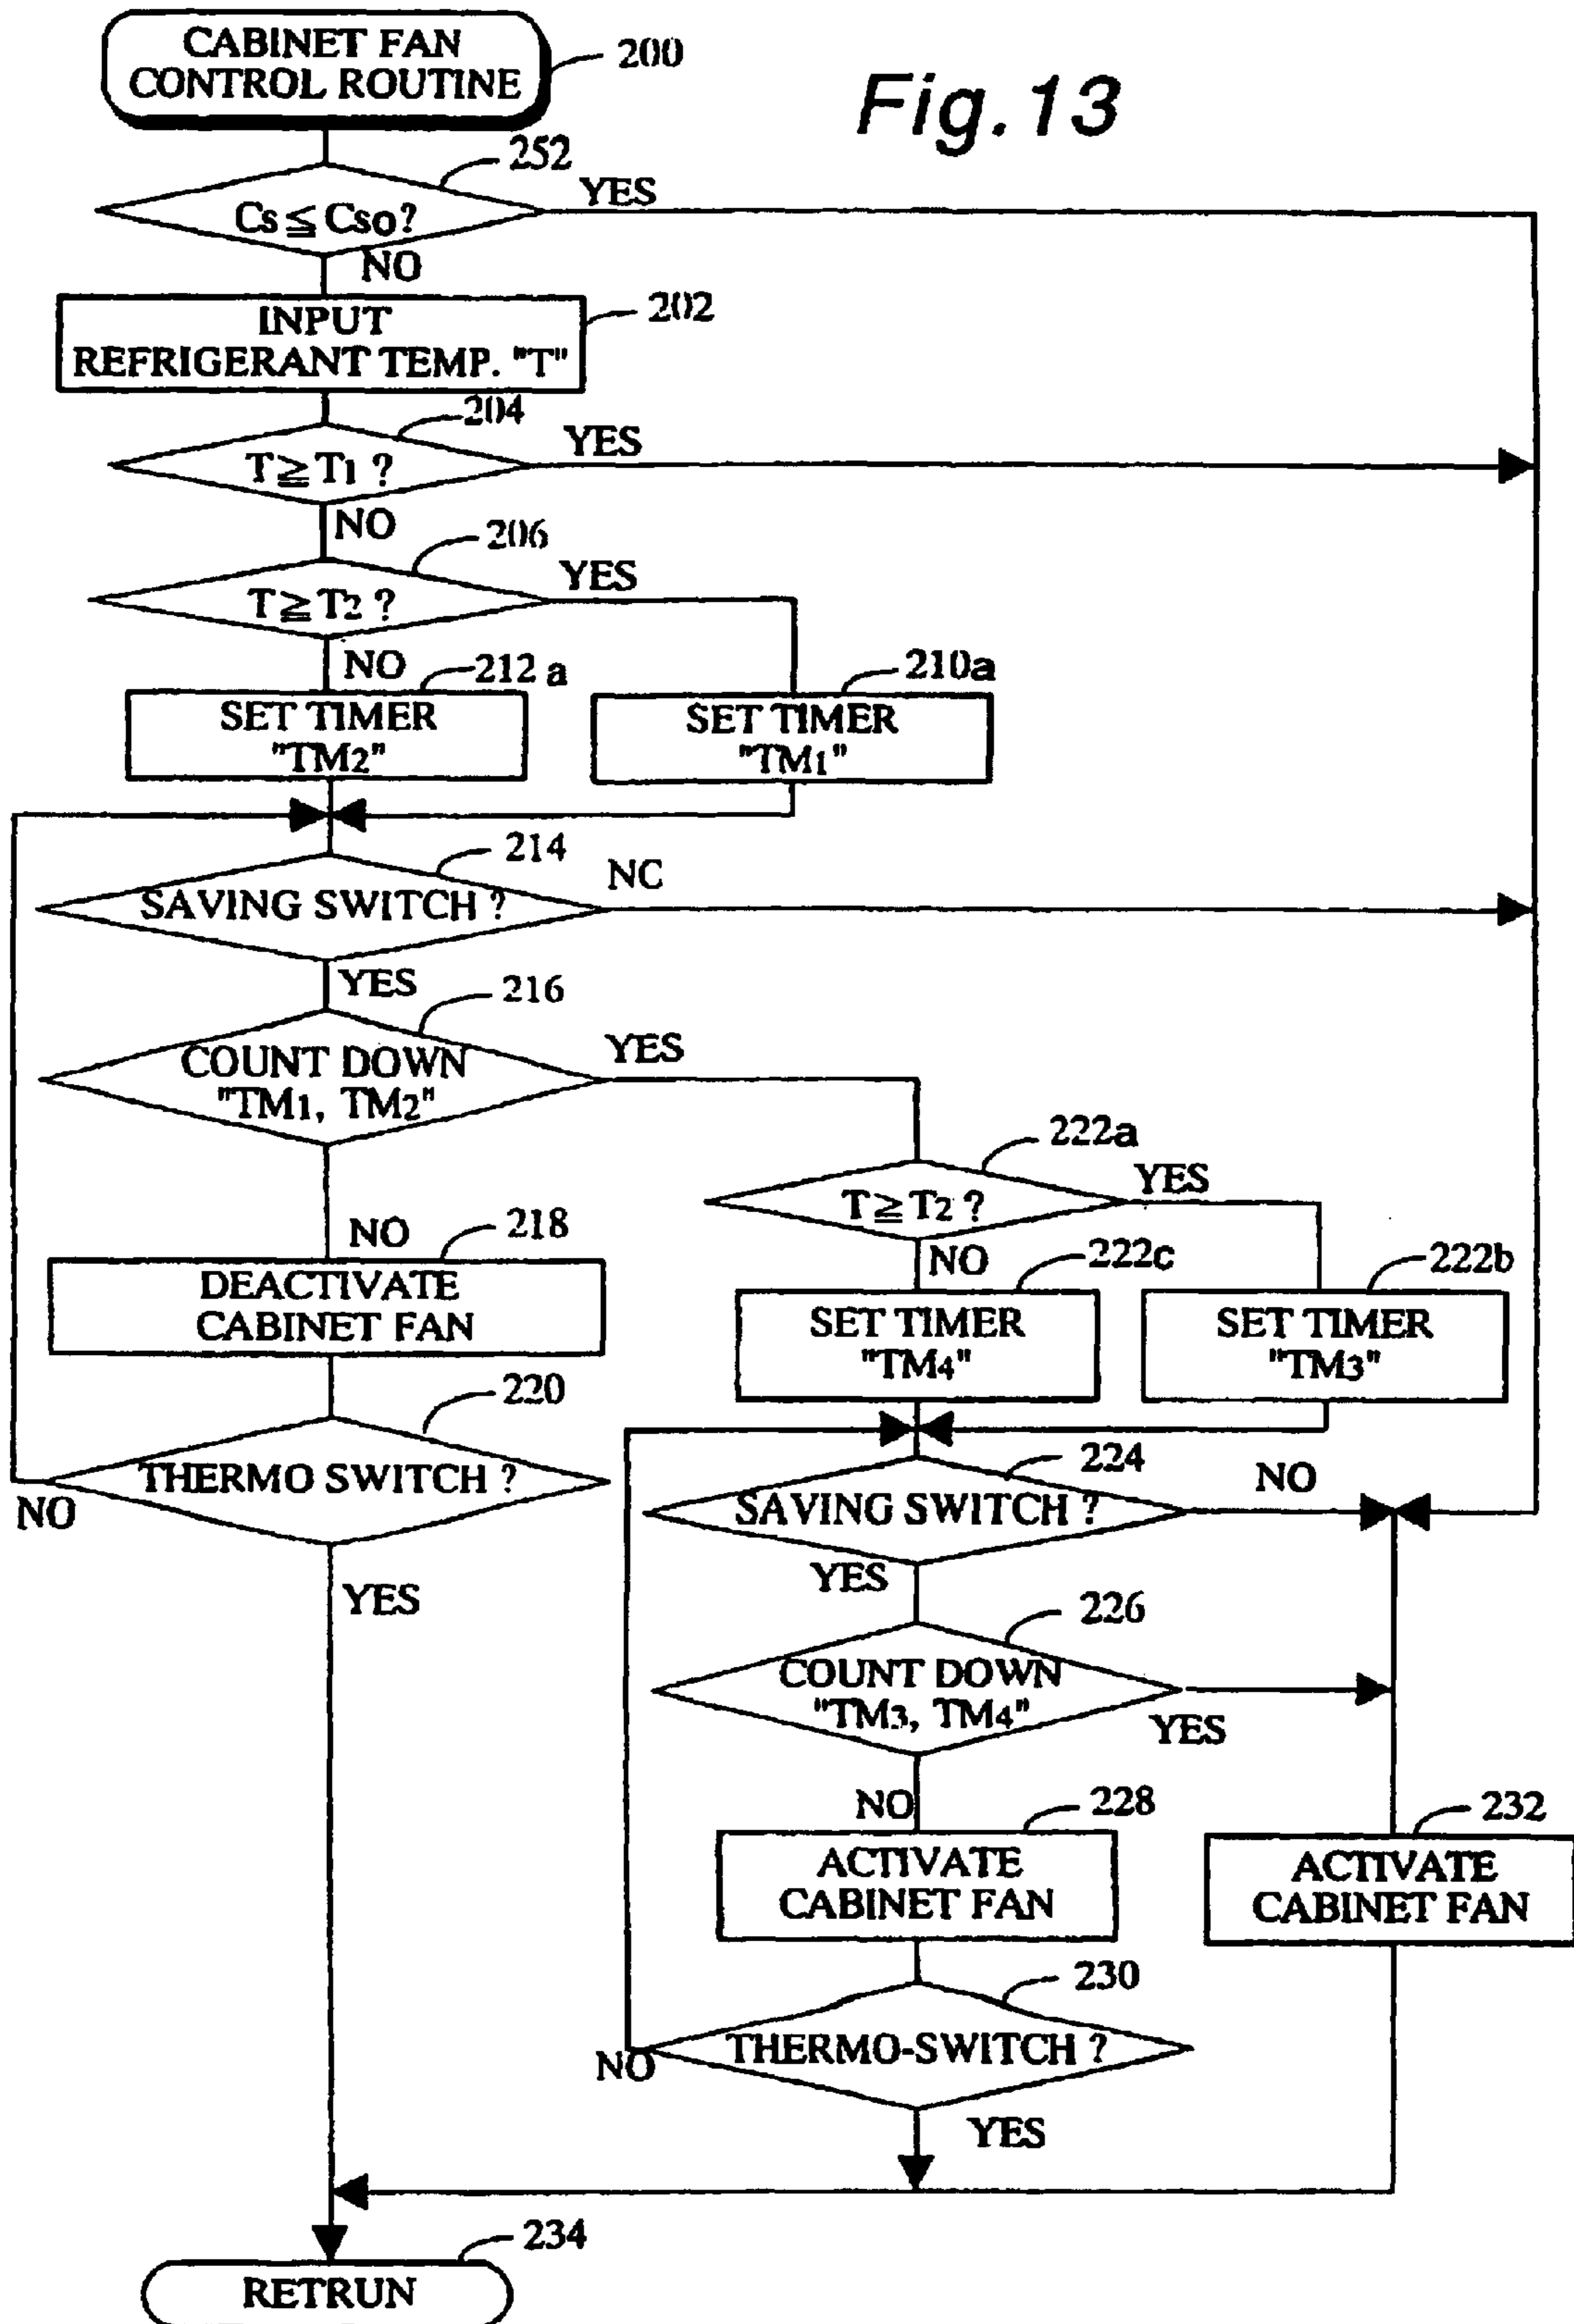 CABINET FAN
CONTROL ROUTINE
200
Fig.13
252
Cs≦Cso?
YES
NO
INPUT
REFRIGERANT TEMP. "T"
202
204
T≧T1 ?
YES
NO
206
T≧T2 ?
YES
NO
212 a
SET TIMER
"TM2"
210a
SET TIMER
"TM1"
214
SAVING SWITCH ?
NC
YES
216
COUNT DOWN
"TM1, TM2"
YES
NO
218
DEACTIVATE
CABINET FAN
220
THERMO SWITCH ?
NO
YES
222a
T≧T2 ?
YES
NO
222c
SET TIMER
"TM4"
222b
SET TIMER
"TM3"
224
SAVING SWITCH ?
NO
YES
226
COUNT DOWN
"TM3, TM4"
YES
NO
228
ACTIVATE
CABINET FAN
232
ACTIVATE
CABINET FAN
230
THERMO-SWITCH ?
NO
YES
234
RETRUN